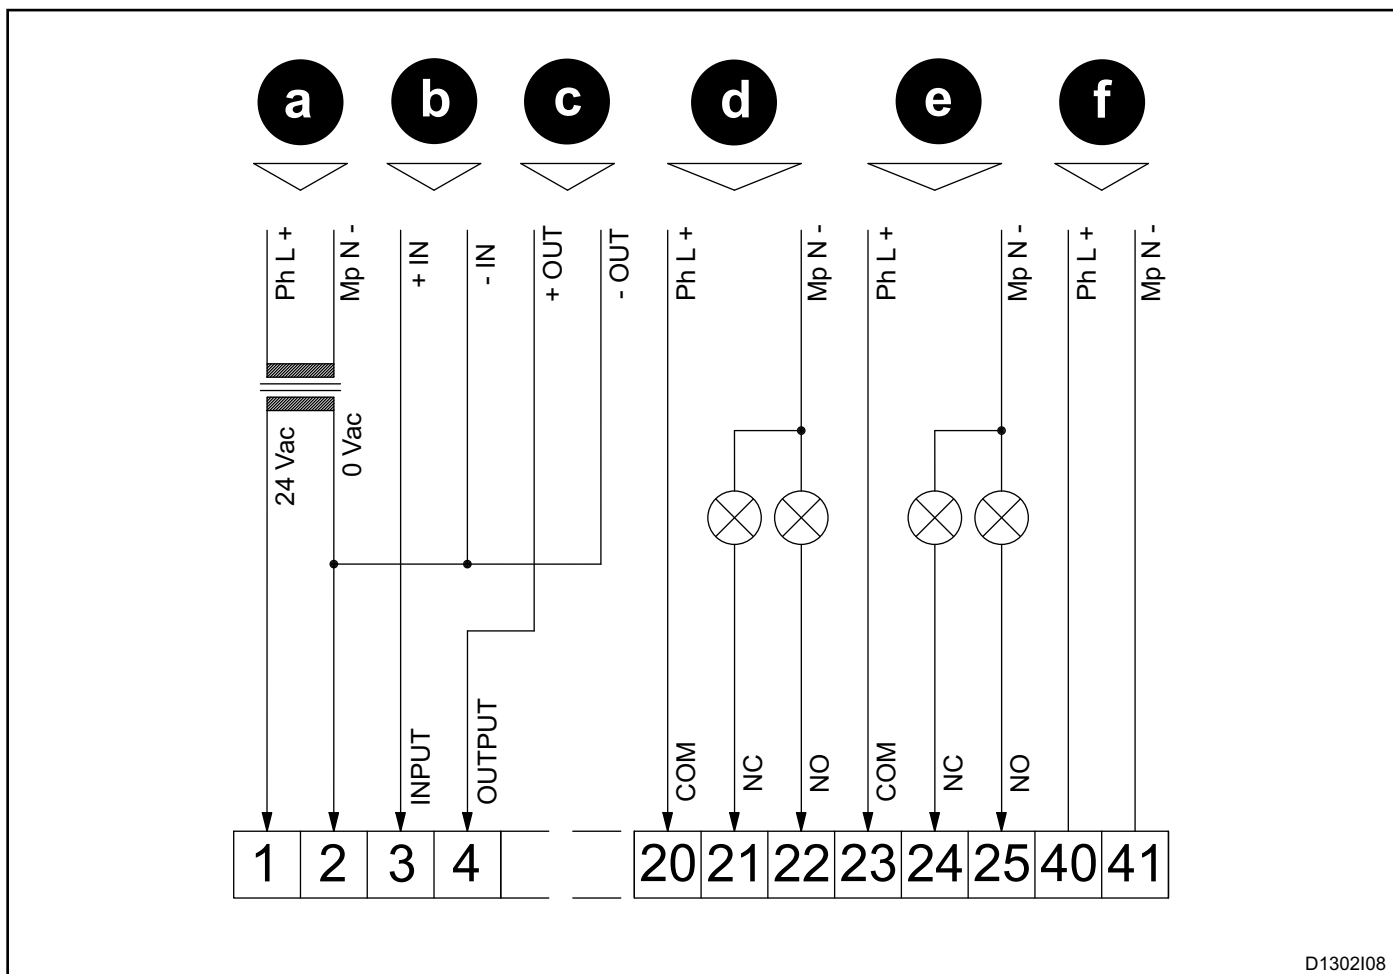 a b c d e f
Ph L +
Mp N -
+ IN
- IN
+ OUT
- OUT
Ph L +
Mp N -
Ph L +
Mp N -
Ph L +
Mp N -
24 Vac
0 Vac
INPUT
OUTPUT
COM
NC
NO
COM
NC
NO
1 2 3 4 20 21 22 23 24 25 40 41
D1302I08